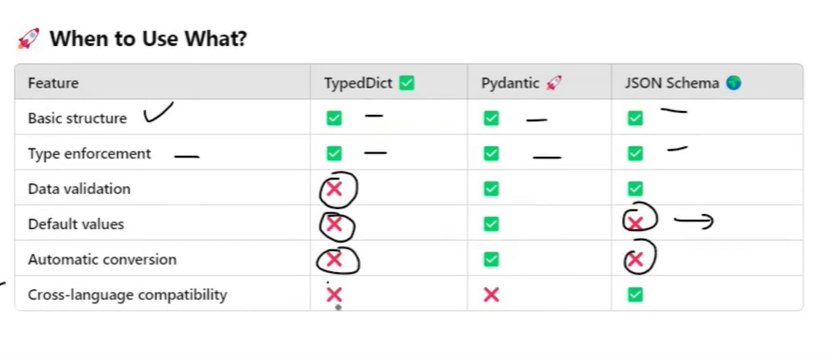 🚀 When to Use What?
Feature TypedDict ✅ Pydantic 🚀 JSON Schema 🌍
Basic structure ✅ ✅ ✅
Type enforcement ✅ ✅ ✅
Data validation ❌ ✅ ✅
Default values ❌ ✅ ❌
Automatic conversion ❌ ✅ ❌
Cross-language compatibility ❌ ❌ ✅